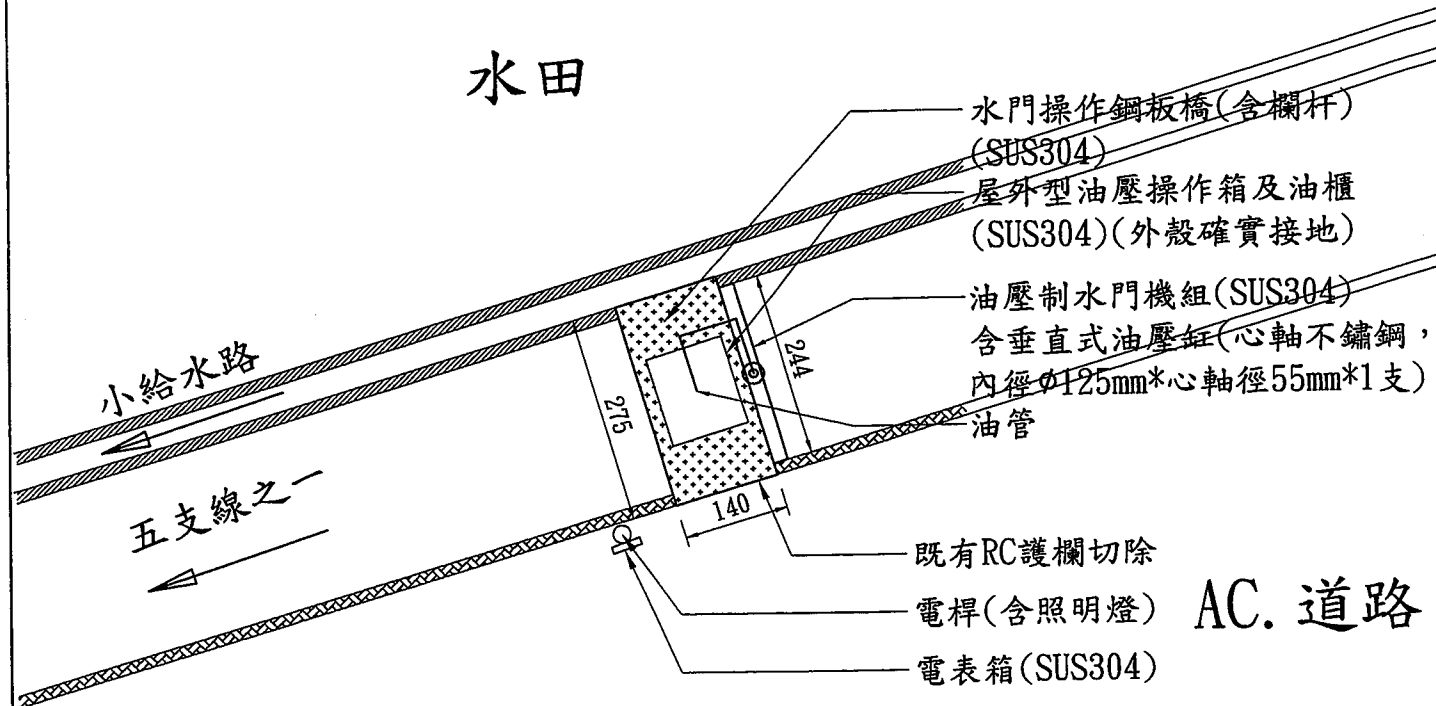 水田
水門操作鋼板橋(含欄杆)
(SUS304)
屋外型油壓操作箱及油櫃
(SUS304)(外殼確實接地)
油壓制水門機組(SUS304)
含垂直式油壓缸(心軸不鏽鋼，
內徑Φ125mm*心軸徑55mm*1支)
油管
244
275
140
小給水路
五支線之一
既有RC護欄切除
電桿(含照明燈)
電表箱(SUS304)
AC. 道路